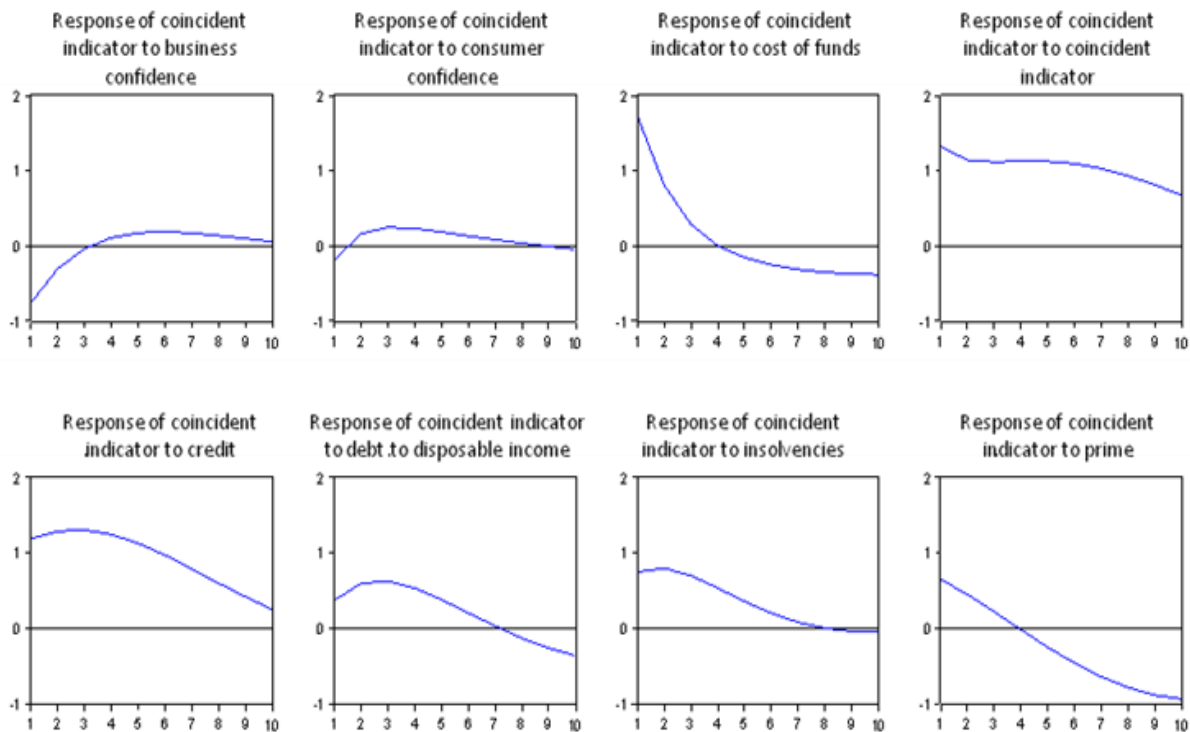 Response of coincident
indicator to business
confidence
Response of coincident
indicator to consumer
confidence
Response of coincident
indicator to cost of funds
Response of coincident
indicator to coincident
indicator
2
1
0
-1
1 2 3 4 5 6 7 8 9 10
2
1
0
-1
1 2 3 4 5 6 7 8 9 10
2
1
0
-1
1 2 3 4 5 6 7 8 9 10
2
1
0
-1
1 2 3 4 5 6 7 8 9 10
Response of coincident
indicator to credit
Response of coincident indicator
to debt to disposable income
Response of coincident
indicator to insolvencies
Response of coincident
indicator to prime
2
1
0
-1
1 2 3 4 5 6 7 8 9 10
2
1
0
-1
1 2 3 4 5 6 7 8 9 10
2
1
0
-1
1 2 3 4 5 6 7 8 9 10
2
1
0
-1
1 2 3 4 5 6 7 8 9 10